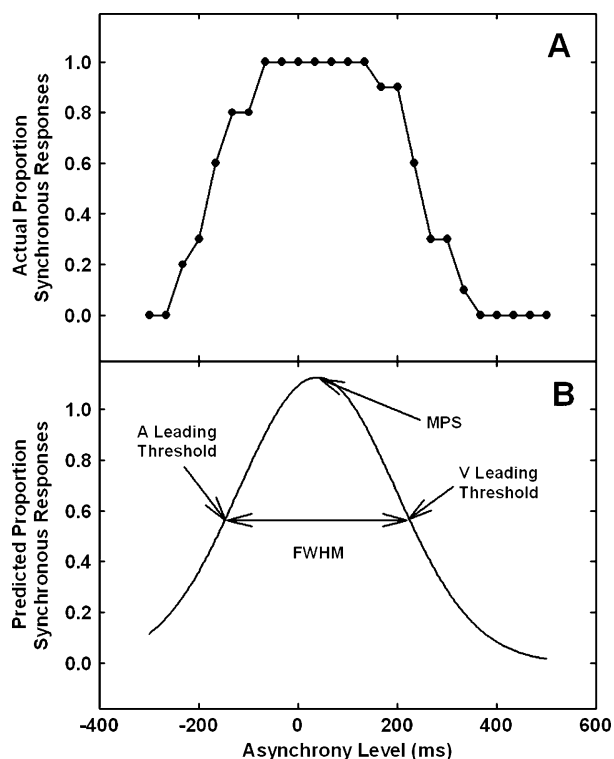 A
1.0
0.8
0.6
0.4
0.2
0.0
Actual Proportion
Synchronous Responses
B
1.0
0.8
0.6
0.4
0.2
0.0
Predicted Proportion
Synchronous Responses
MPS
A Leading
Threshold
V Leading
Threshold
FWHM
-400
-200
0
200
400
600
Asynchrony Level (ms)